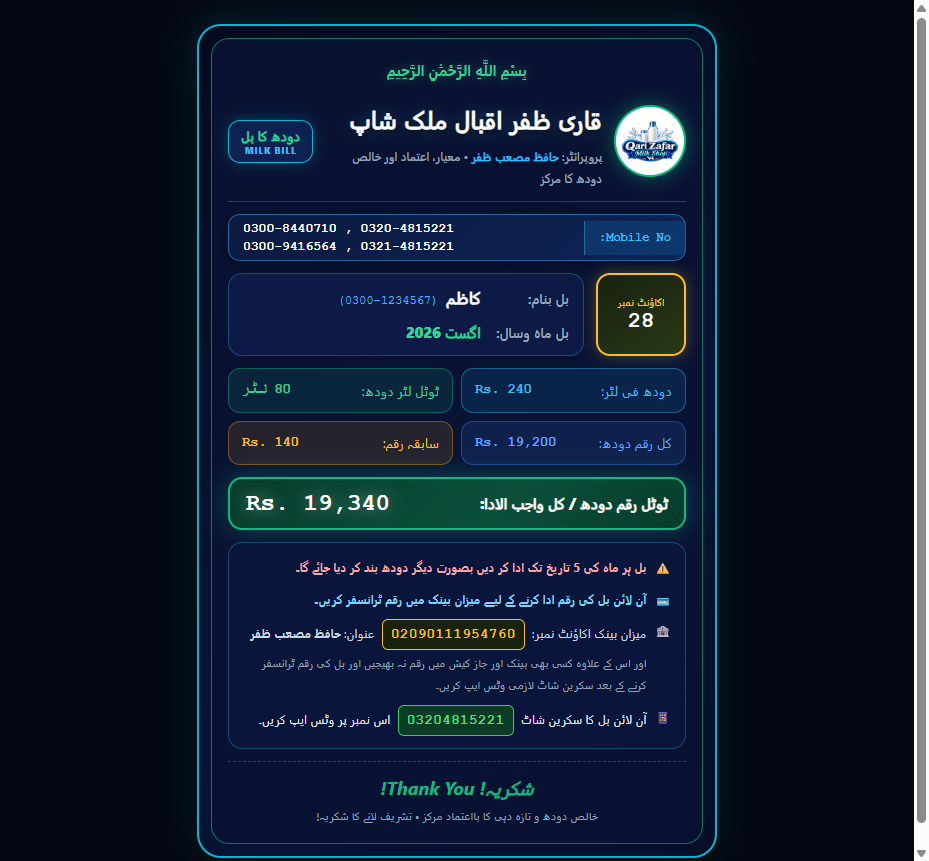 بِسْمِ اللَّهِ الرَّحْمَٰنِ الرَّحِيمِ
Qari Zafar
Milk Shop
قاری ظفر اقبال ملک شاپ
پروپرائٹر: حافظ مصعب ظفر • معیار، اعتماد اور خالص
دودھ کا مرکز
دودھ کا بل
MILK BILL
:Mobile No
0300-8440710 , 0320-4815221
0300-9416564 , 0321-4815221
اکاؤنٹ نمبر
28
بل بنام: کاظم (0300-1234567)
بل ماہ وسال: اگست 2026
دودھ فی لٹر: Rs. 240
ٹوٹل لٹر دودھ: 80 لٹر
کل رقم دودھ: Rs. 19,200
سابقہ رقم: Rs. 140
ٹوٹل رقم دودھ / کل واجب الادا: Rs. 19,340
⚠️ بل ہر ماہ کی 5 تاریخ تک ادا کر دیں بصورت دیگر دودھ بند کر دیا جائے گا۔
💳 آن لائن بل کی رقم ادا کرنے کے لیے میزان بینک میں رقم ٹرانسفر کریں۔
🏦 میزان بینک اکاؤنٹ نمبر: 02090111954760 عنوان: حافظ مصعب ظفر
اور اس کے علاوہ کسی بھی بینک اور جاز کیش میں رقم نہ بھیجیں اور بل کی رقم ٹرانسفر
کرنے کے بعد سکرین شاٹ لازمی وٹس ایپ کریں۔
📱 آن لائن بل کا سکرین شاٹ 03204815221 اس نمبر پر وٹس ایپ کریں۔
شکریہ! Thank You!
خالص دودھ و تازہ دہی کا بااعتماد مرکز • تشریف لانے کا شکریہ!